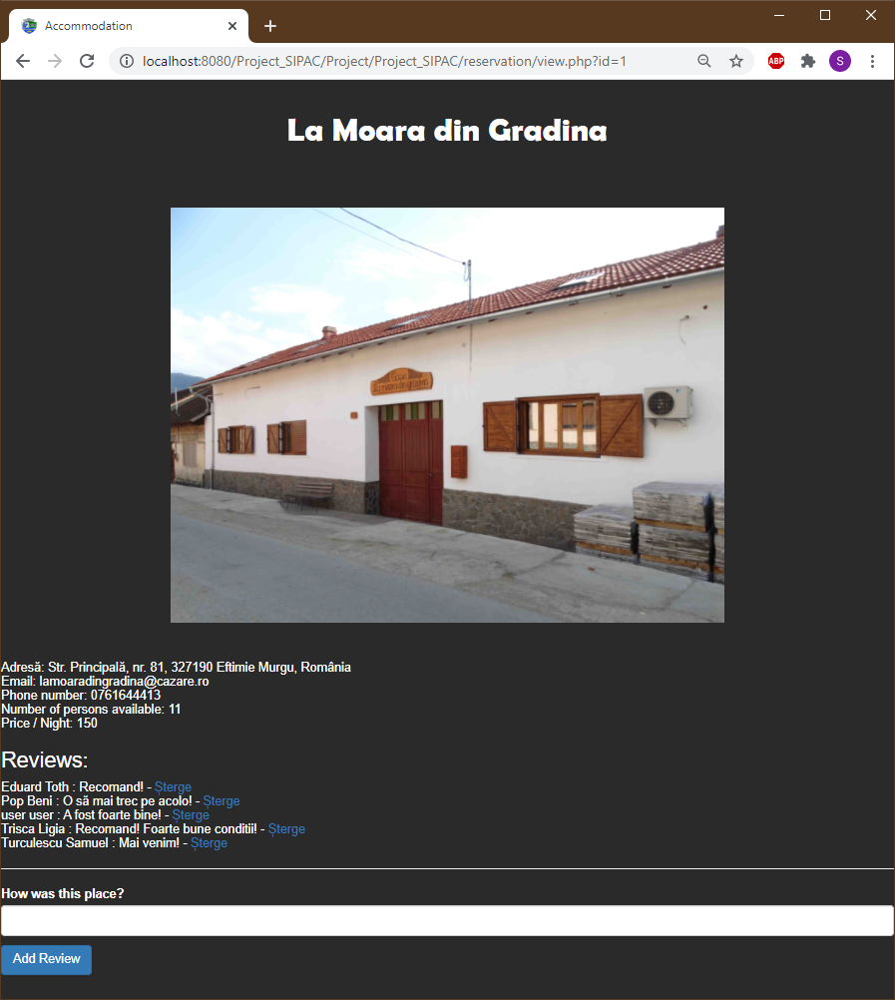 Accommodation
localhost:8080/Project_SIPAC/Project/Project_SIPAC/reservation/view.php?id=1
ABP
S
La Moara din Gradina
Adresă: Str. Principală, nr. 81, 327190 Eftimie Murgu, România
Email: lamoaradingradina@cazare.ro
Phone number: 0761644413
Number of persons available: 11
Price / Night: 150
Reviews:
Eduard Toth : Recomand! - Șterge
Pop Beni : O să mai trec pe acolo! - Șterge
user user : A fost foarte bine! - Șterge
Trisca Ligia : Recomand! Foarte bune conditii! - Șterge
Turculescu Samuel : Mai venim! - Șterge
How was this place?
Add Review